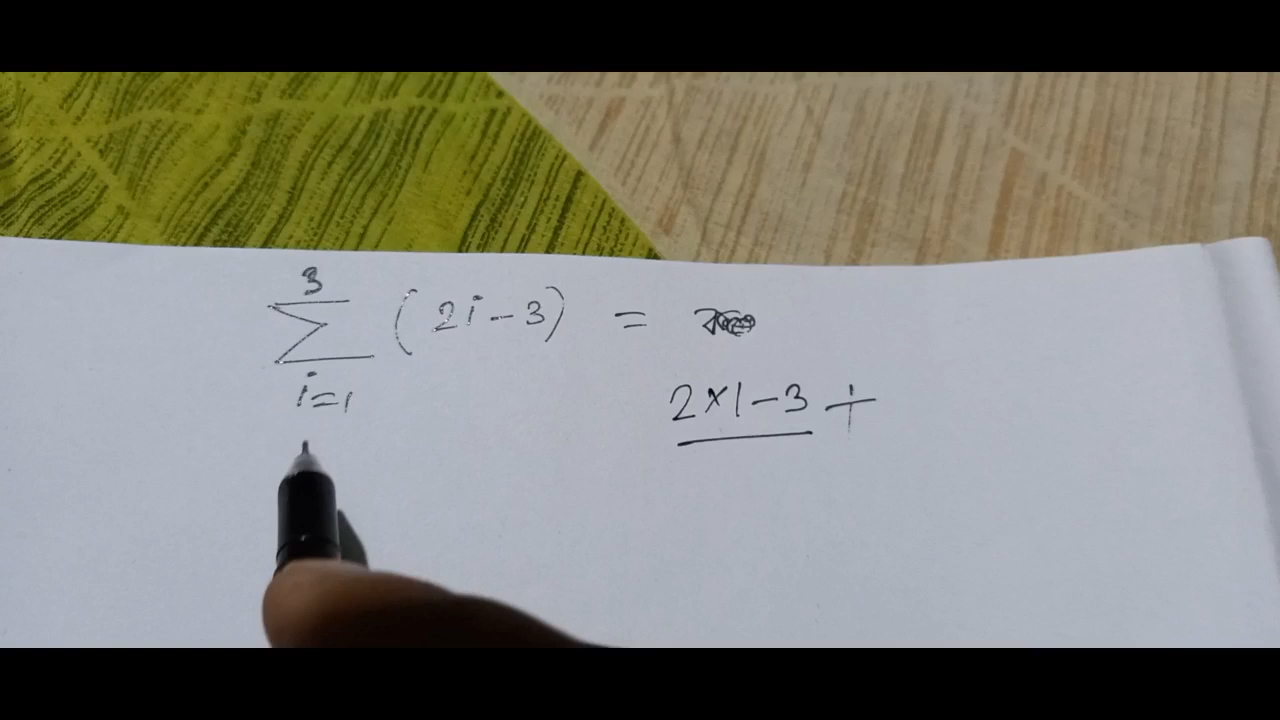 3
∑ (2i-3) =
i=1
2×1-3 +